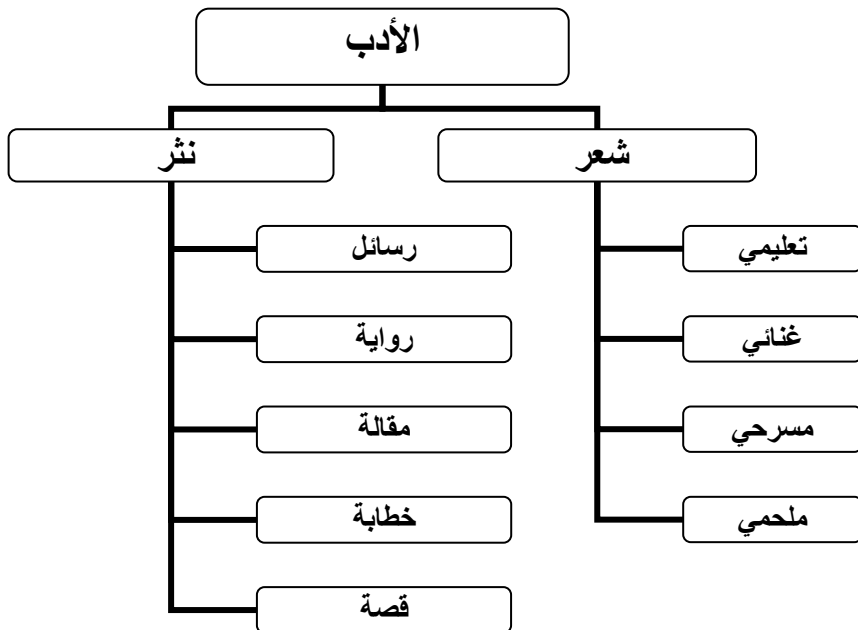 الأدب
شعر
نثر
تعليمي
غنائي
مسرحي
ملحمي
رسائل
رواية
مقالة
خطابة
قصة